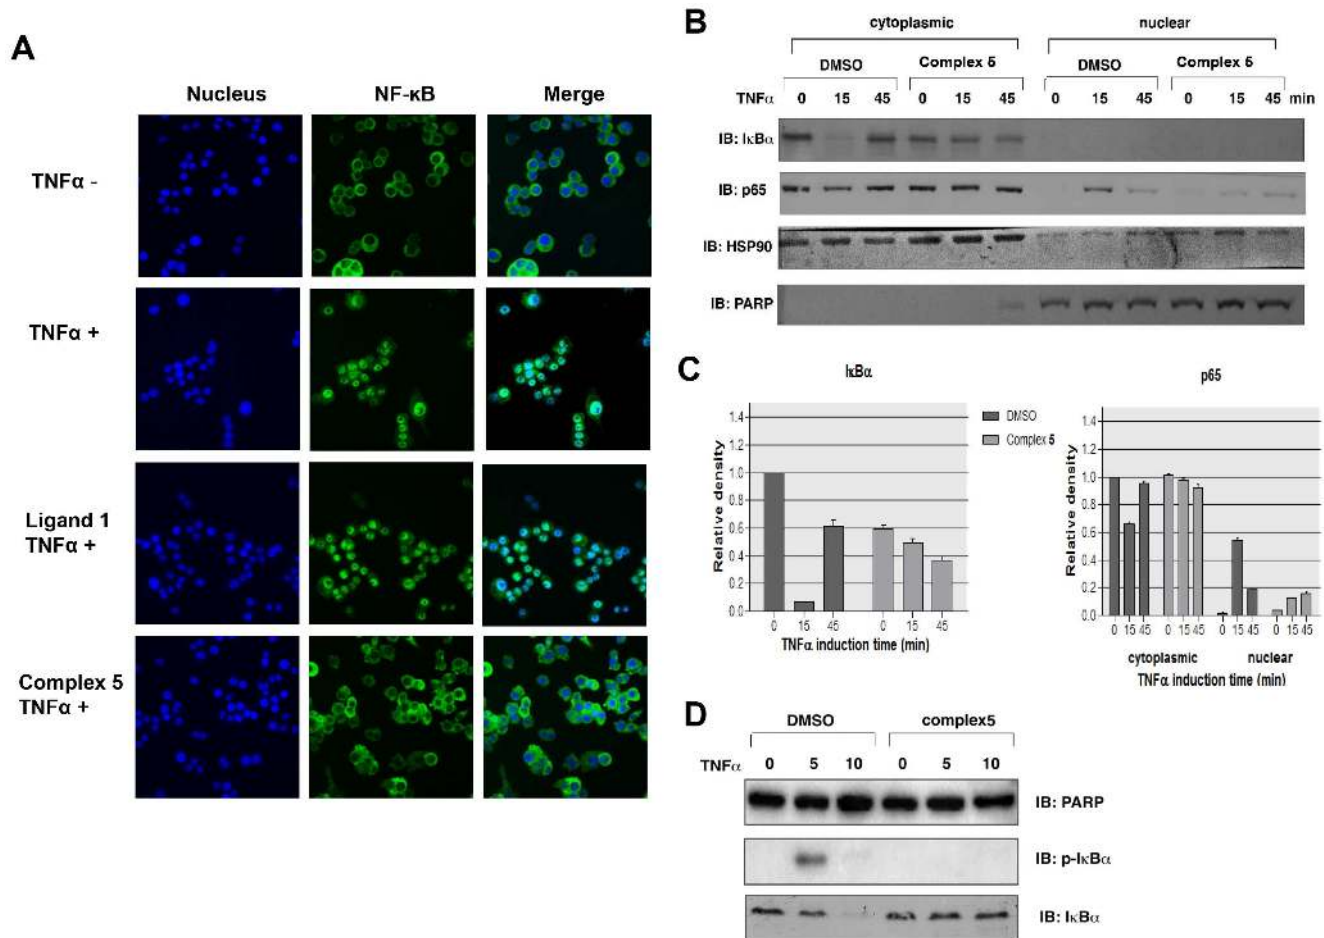 A
Nucleus NF-κB Merge
TNFα -
TNFα +
Ligand 1
TNFα +
Complex 5
TNFα +
B
cytoplasmic nuclear
DMSO Complex 5 DMSO Complex 5
TNFα 0 15 45 0 15 45 0 15 45 0 15 45 min
IB: IκBα
IB: p65
IB: HSP90
IB: PARP
C
IκBα
Relative density
1.4
1.2
1.0
0.8
0.6
0.4
0.2
0.0
0 15 45 0 15 45
TNFα induction time (min)
DMSO
Complex 5
p65
Relative density
1.4
1.2
1.0
0.8
0.6
0.4
0.2
0.0
0 15 45 0 15 45 0 15 45 0 15 45
cytoplasmic nuclear
TNFα induction time (min)
D
DMSO complex5
TNFα 0 5 10 0 5 10
IB: PARP
IB: p-IκBα
IB: IκBα